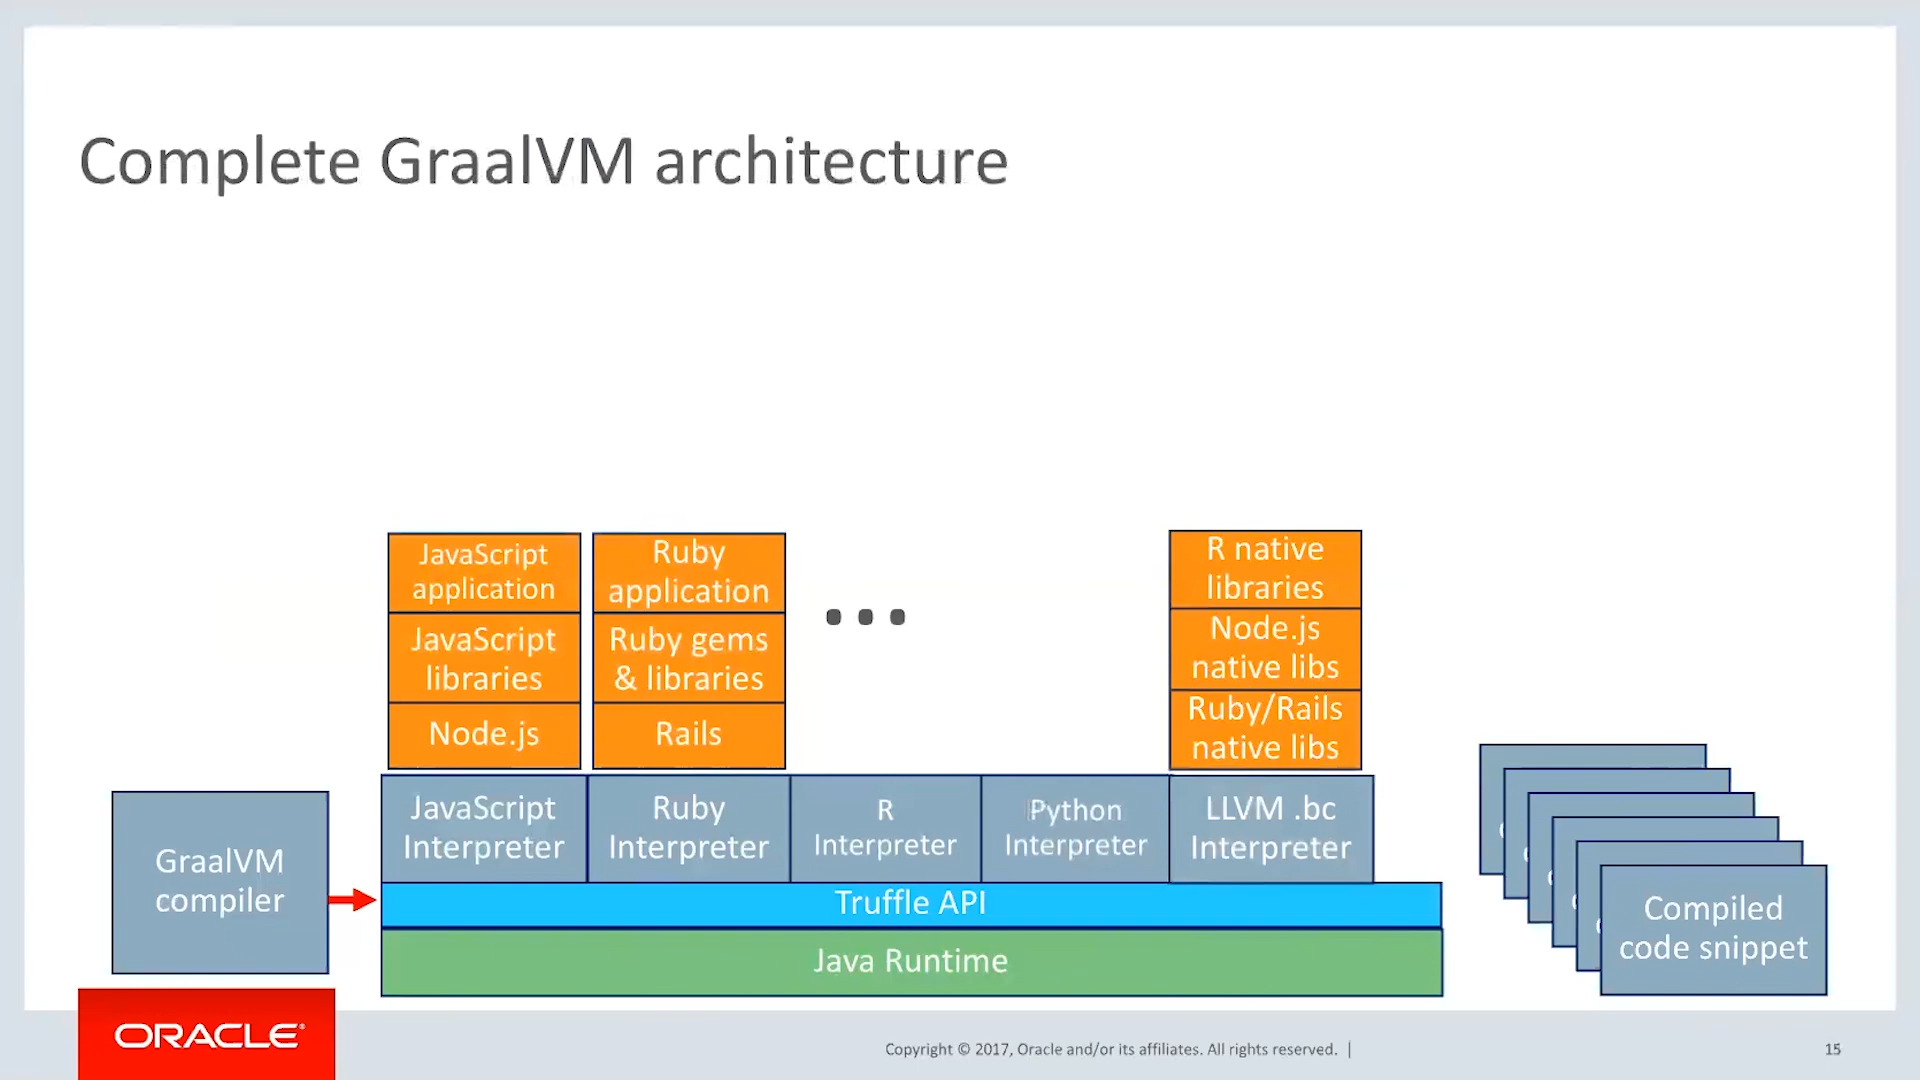 Complete GraalVM architecture
JavaScript
application
JavaScript
libraries
Node.js
Ruby
application
Ruby gems
& libraries
Rails
...
R native
libraries
Node.js
native libs
Ruby/Rails
native libs
GraalVM
compiler
JavaScript
Interpreter
Ruby
Interpreter
R
Interpreter
Python
Interpreter
LLVM .bc
Interpreter
Truffle API
Java Runtime
Compiled
code snippet
ORACLE®
Copyright © 2017, Oracle and/or its affiliates. All rights reserved. |
15